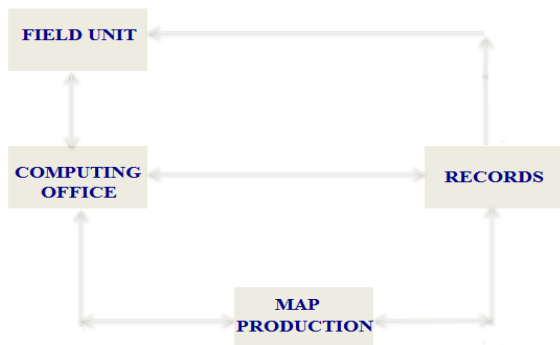 FIELD UNIT
COMPUTING
OFFICE
RECORDS
MAP
PRODUCTION